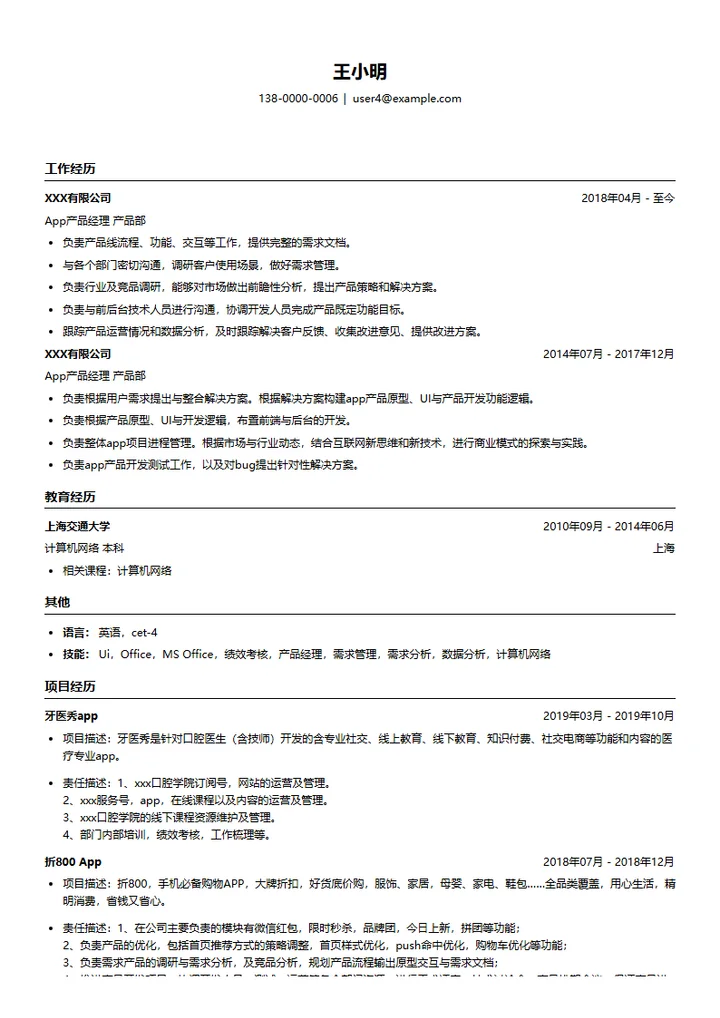 王小明
138-0000-0006 | user4@example.com
工作经历
XXX有限公司 2018年04月 - 至今
App产品经理 产品部
• 负责产品线流程、功能、交互等工作，提供完整的需求文档。
• 与各个部门密切沟通，调研客户使用场景，做好需求管理。
• 负责行业及竞品调研，能够对市场做出前瞻性分析，提出产品策略和解决方案。
• 负责与前后台技术人员进行沟通，协调开发人员完成产品既定功能目标。
• 跟踪产品运营情况和数据分析，及时跟踪解决客户反馈、收集改进意见、提供改进方案。
XXX有限公司 2014年07月 - 2017年12月
App产品经理 产品部
• 负责根据用户需求提出与整合解决方案。根据解决方案构建app产品原型、UI与产品开发功能逻辑。
• 负责根据产品原型、UI与开发逻辑，布置前端与后台的开发。
• 负责整体app项目进程管理。根据市场与行业动态，结合互联网新思维和新技术，进行商业模式的探索与实践。
• 负责app产品开发测试工作，以及对bug提出针对性解决方案。
教育经历
上海交通大学 2010年09月 - 2014年06月
计算机网络 本科 上海
• 相关课程：计算机网络
其他
• 语言： 英语，cet-4
• 技能： Ui，Office，MS Office，绩效考核，产品经理，需求管理，需求分析，数据分析，计算机网络
项目经历
牙医秀app 2019年03月 - 2019年10月
• 项目描述：牙医秀是针对口腔医生（含技师）开发的含专业社交、线上教育、线下教育、知识付费、社交电商等功能和内容的医
疗专业app。
• 责任描述：1、xxx口腔学院订阅号，网站的运营及管理。
2、xxx服务号，app，在线课程以及内容的运营及管理。
3、xxx口腔学院的线下课程资源维护及管理。
4、部门内部培训，绩效考核，工作梳理等。
折800 App 2018年07月 - 2018年12月
• 项目描述：折800，手机必备购物APP，大牌折扣，好货底价购，服饰、家居，母婴、家电、鞋包......全品类覆盖，用心生活，精
明消费，省钱又省心。
• 责任描述：1、在公司主要负责的模块有微信红包，限时秒杀，品牌团，今日上新，拼团等功能；
2、负责产品的优化，包括首页推荐方式的策略调整，首页样式优化，push命中优化，购物车优化等功能；
3、负责需求产品的调研与需求分析，及竞品分析，规划产品流程输出原型交互与需求文档；